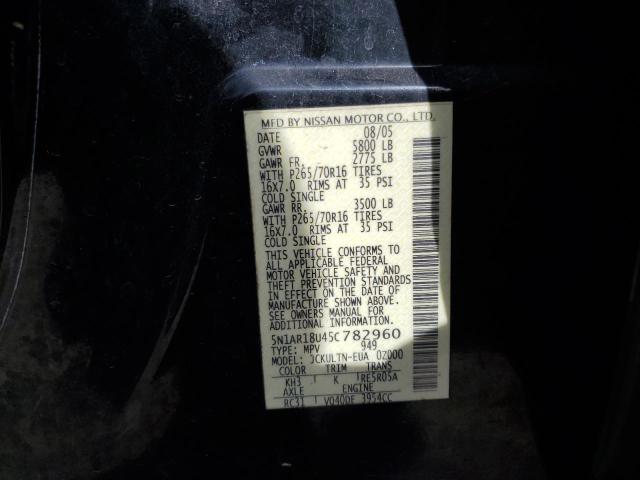 MFD BY NISSAN MOTOR CO., LTD.
DATE 08/05
GVWR 5800 LB
GAWR FR. 2775 LB
WITH P265/70R16 TIRES
16X7.0 RIMS AT 35 PSI
COLD SINGLE
GAWR RR. 3500 LB
WITH P265/70R16 TIRES
16X7.0 RIMS AT 35 PSI
COLD SINGLE
THIS VEHICLE CONFORMS TO
ALL APPLICABLE FEDERAL
MOTOR VEHICLE SAFETY AND
THEFT PREVENTION STANDARDS
IN EFFECT ON THE DATE OF
MANUFACTURE SHOWN ABOVE.
SEE OWNERS MANUAL FOR
ADDITIONAL INFORMATION.
5N1AR18U45C782960
TYPE: MPV 949
MODEL: JCKULTN-EUA 0Z000
COLOR TRIM TRANS
KH3 K RE5R05A
AXLE ENGINE
RC31 VQ40DE 3954CC